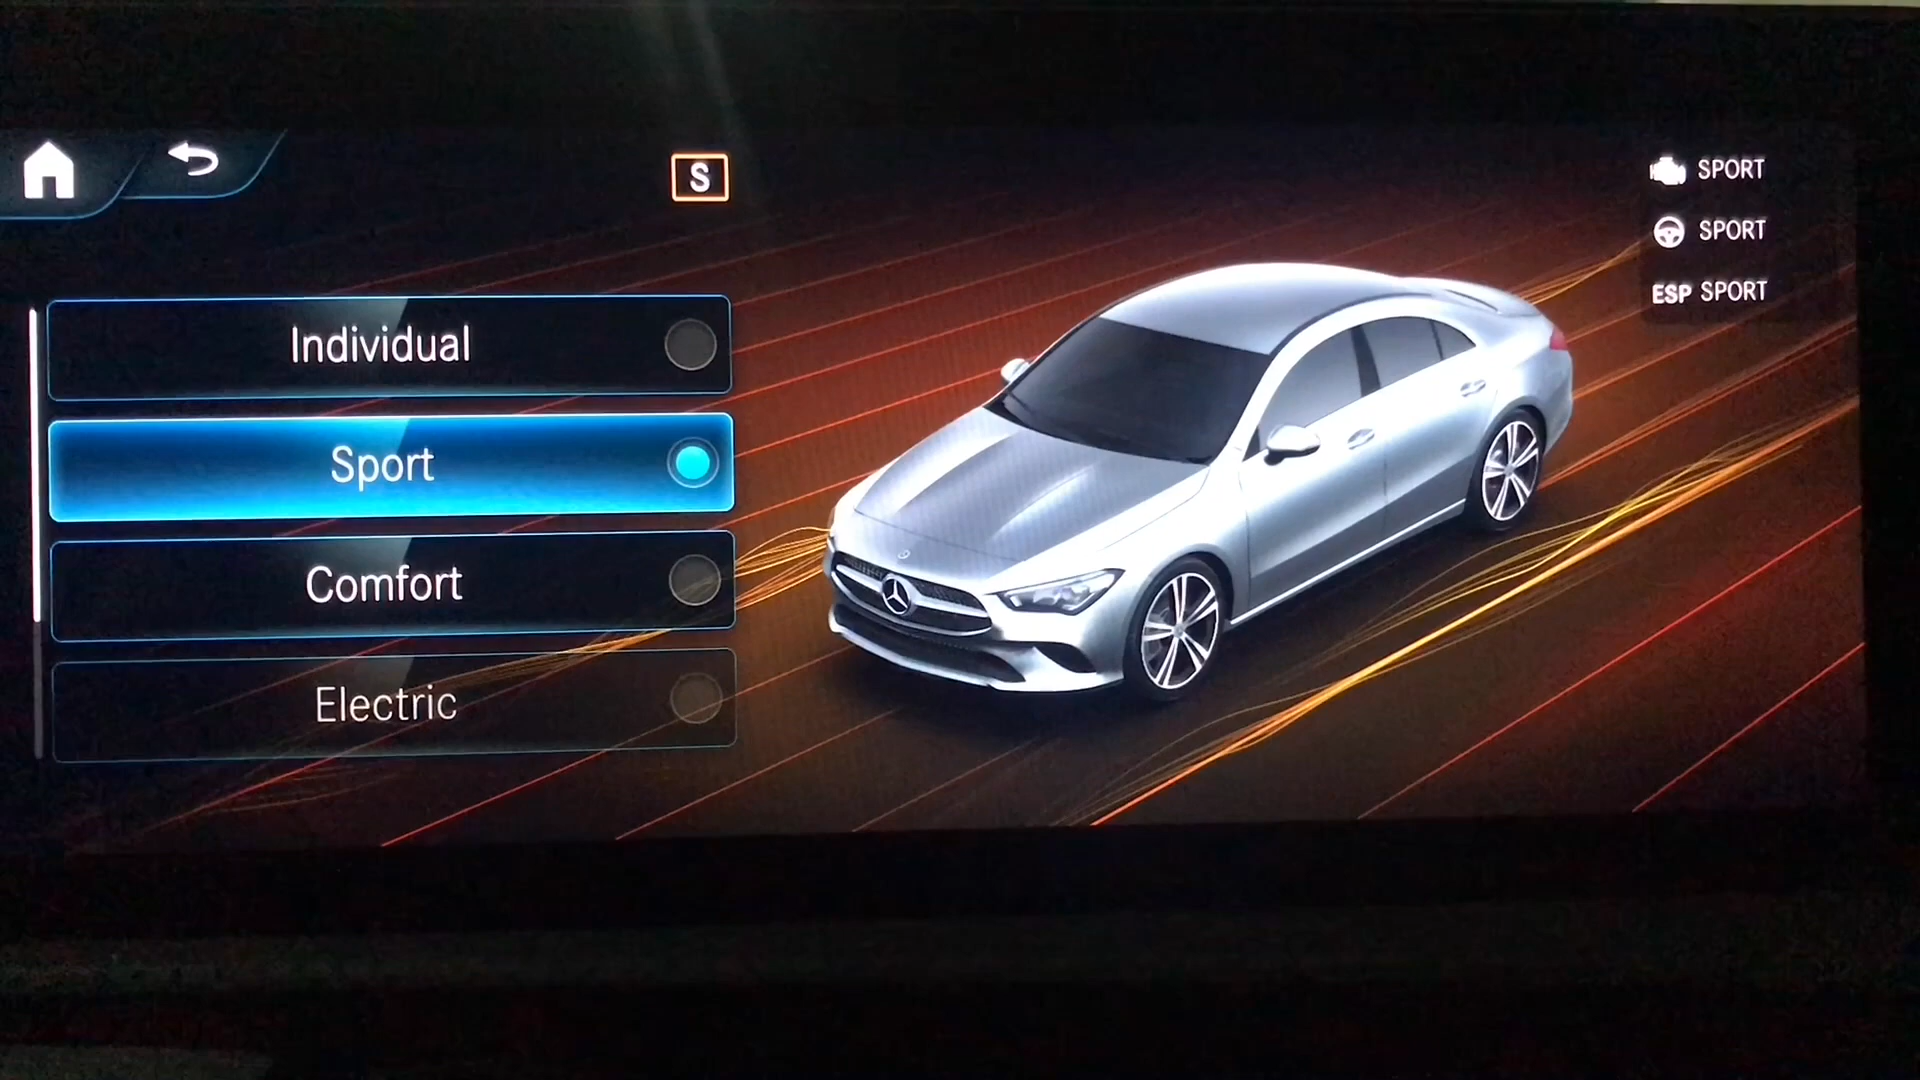 S
Individual
Sport
Comfort
Electric
SPORT
SPORT
ESP SPORT